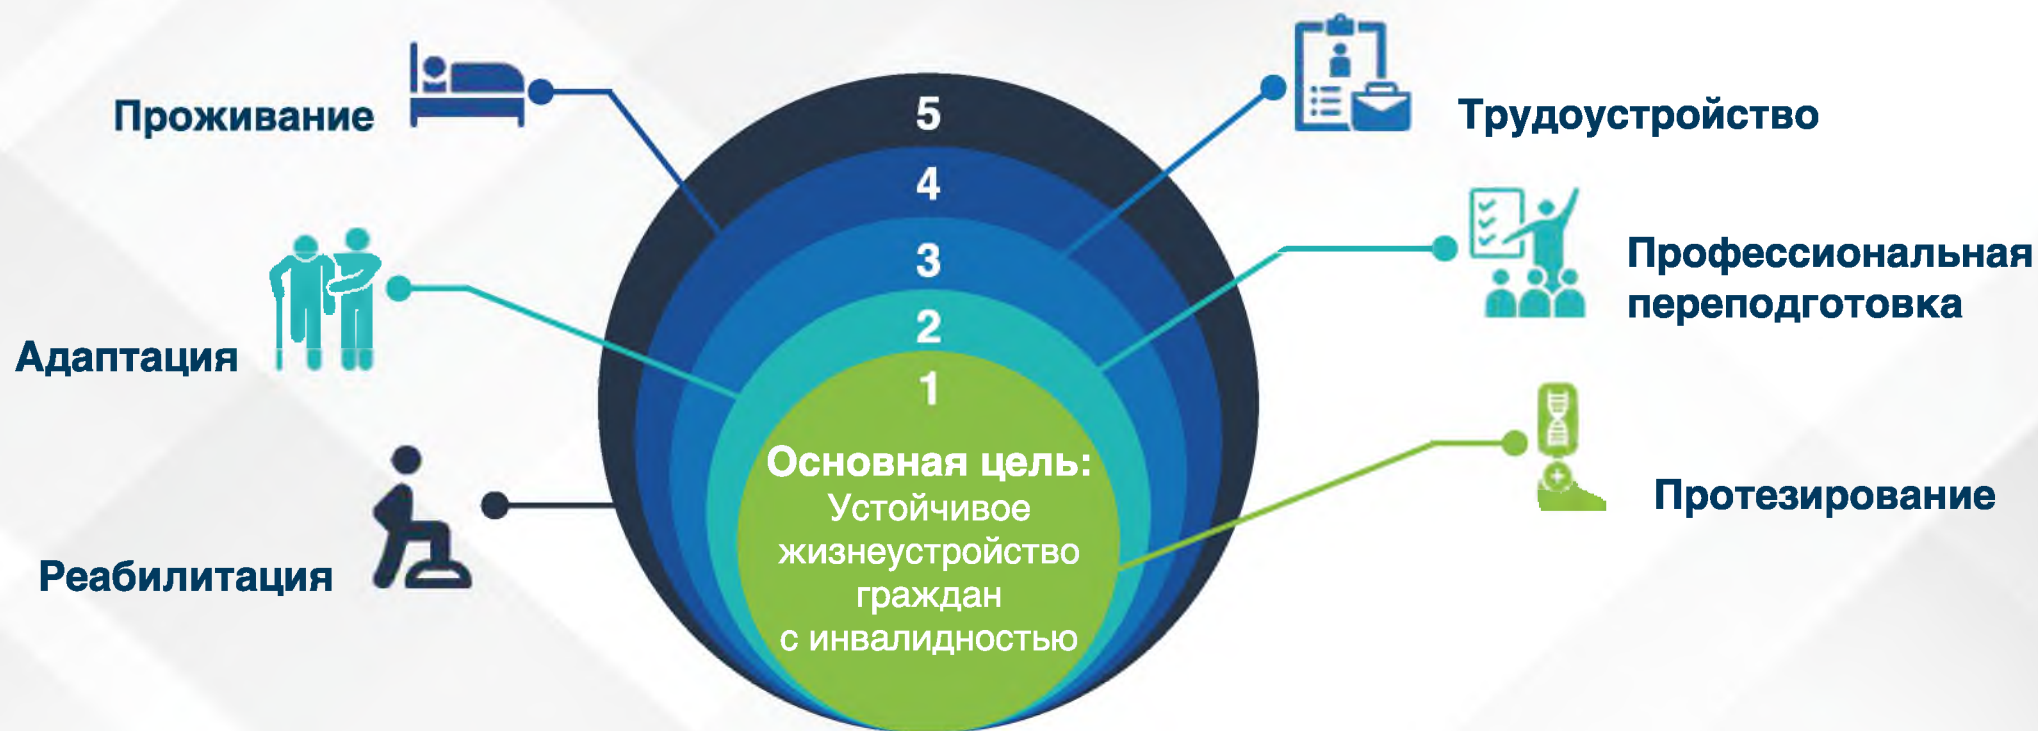 Проживание
Адаптация
Реабилитация
5
4
3
2
1
Основная цель:
Устойчивое
жизнеустройство
граждан
с инвалидностью
Трудоустройство
Профессиональная
переподготовка
Протезирование